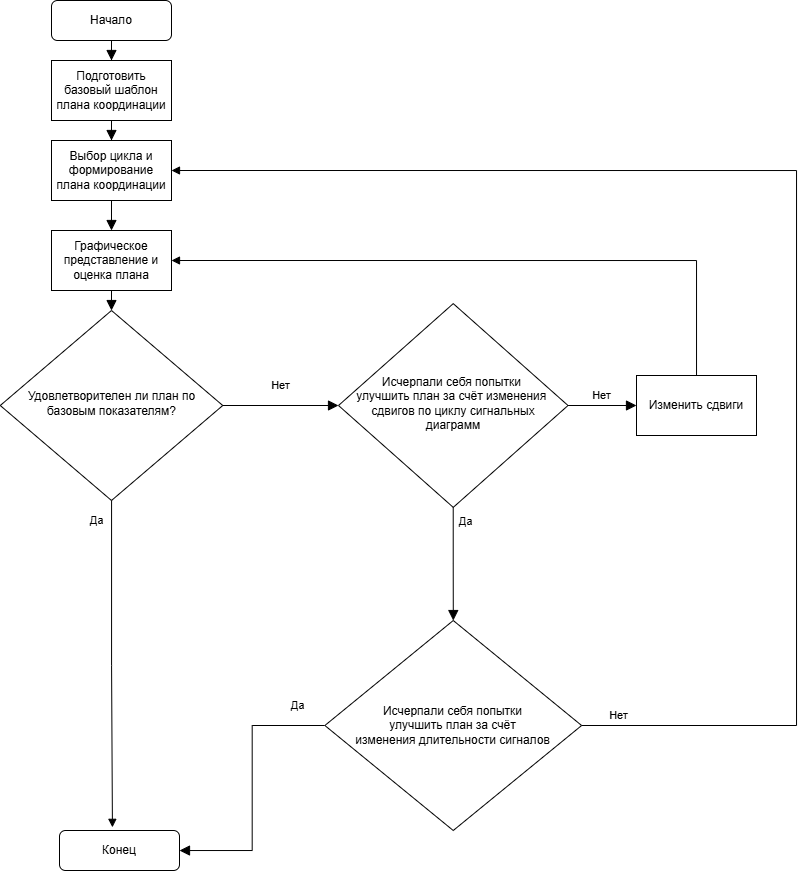 Начало
Подготовить
базовый шаблон
плана координации
Выбор цикла и
формирование
плана координации
Графическое
представление и
оценка плана
Удовлетворителен ли план по
базовым показателям?
Нет
Исчерпали себя попытки
улучшить план за счёт изменения
сдвигов по циклу сигнальных
диаграмм
Нет
Изменить сдвиги
Да
Да
Исчерпали себя попытки
улучшить план за счёт
изменения длительности сигналов
Да
Нет
Конец